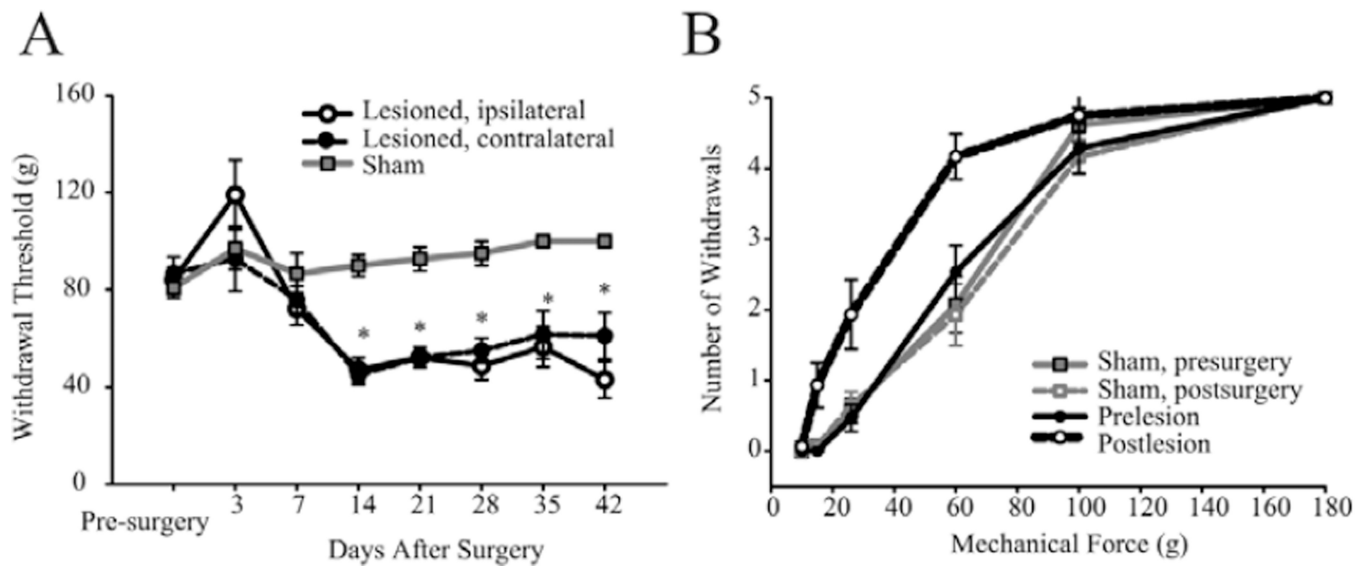 A
Withdrawal Threshold (g)
160
120
80
40
0
Lesioned, ipsilateral
Lesioned, contralateral
Sham
*
*
*
*
*
Pre-surgery
3
7
14
21
28
35
42
Days After Surgery
B
Number of Withdrawals
5
4
3
2
1
0
Sham, presurgery
Sham, postsurgery
Prelesion
Postlesion
0
20
40
60
80
100
120
140
160
180
Mechanical Force (g)